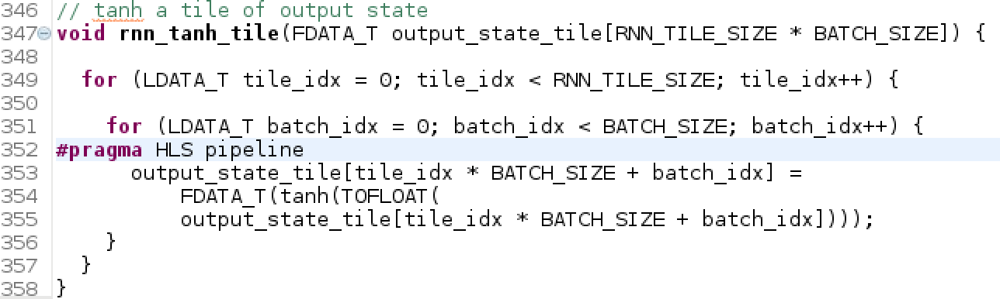 346 // tanh a tile of output state
347 void rnn_tanh_tile(FDATA_T output_state_tile[RNN_TILE_SIZE * BATCH_SIZE]) {
348
349   for (LDATA_T tile_idx = 0; tile_idx < RNN_TILE_SIZE; tile_idx++) {
350
351     for (LDATA_T batch_idx = 0; batch_idx < BATCH_SIZE; batch_idx++) {
352 #pragma HLS pipeline
353       output_state_tile[tile_idx * BATCH_SIZE + batch_idx] =
354           FDATA_T(tanh(TOFLOAT(
355           output_state_tile[tile_idx * BATCH_SIZE + batch_idx])));
356     }
357   }
358 }